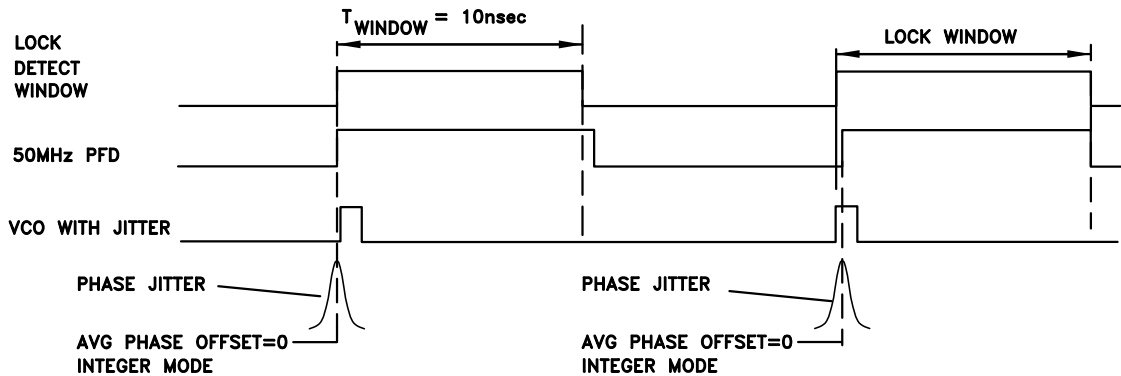 T WINDOW = 10nsec
LOCK WINDOW
LOCK
DETECT
WINDOW
50MHz PFD
VCO WITH JITTER
PHASE JITTER
PHASE JITTER
AVG PHASE OFFSET=0
INTEGER MODE
AVG PHASE OFFSET=0
INTEGER MODE